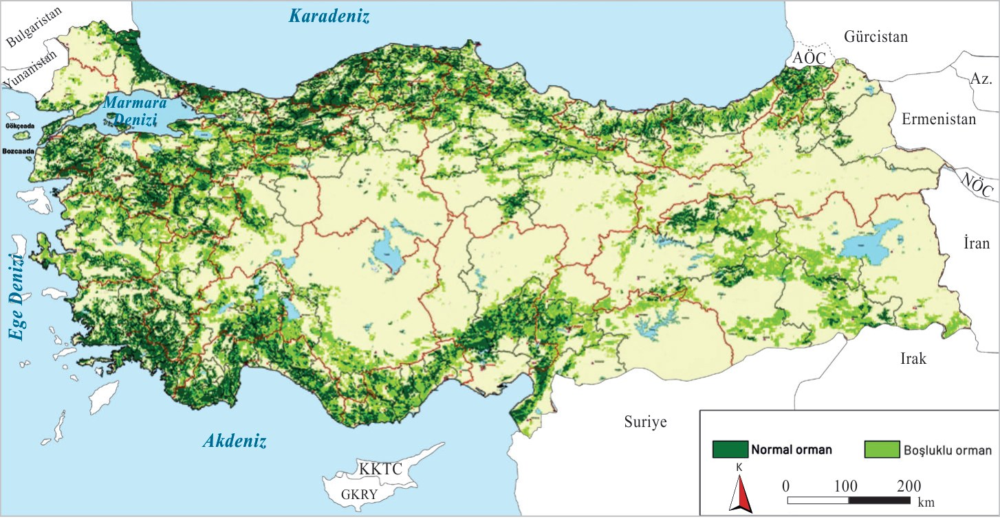 Karadeniz
Bulgaristan
Gürcistan
Yunanistan
AÖC
Az.
Marmara
Denizi
Ermenistan
Gökçeada
Bozcaada
NÖC
İran
Ege Denizi
Irak
Suriye
Akdeniz
KKTC
GKRY
Normal orman
Boşluklu orman
K
0 100 200
km